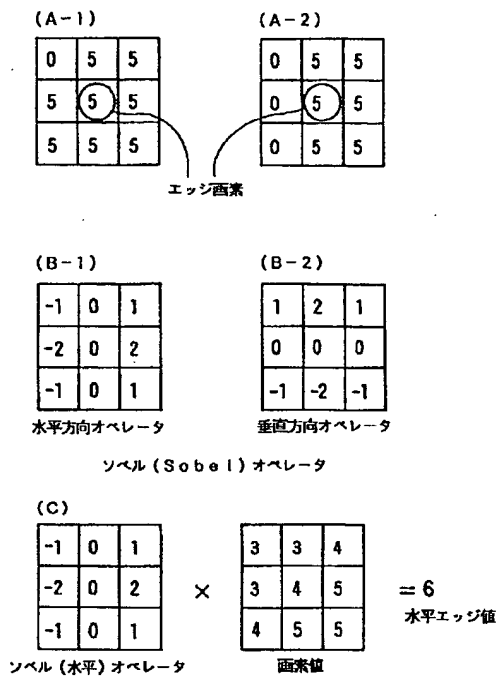 (A-1) (A-2)
0 5 5 0 5 5
5 5 5 0 5 5
5 5 5 0 5 5
エッジ画素
(B-1) (B-2)
-1 0 1 1 2 1
-2 0 2 0 0 0
-1 0 1 -1 -2 -1
水平方向オペレータ 垂直方向オペレータ
ソベル(Sobel)オペレータ
(C)
-1 0 1 3 3 4
-2 0 2 × 3 4 5 =6
水平エッジ値
-1 0 1 4 5 5
ソベル(水平)オペレータ 画素値